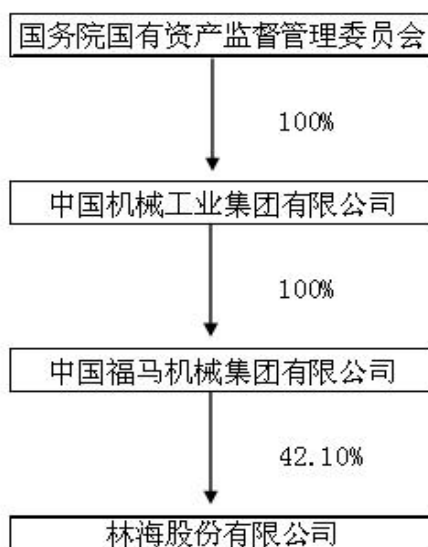 国务院国有资产监督管理委员会
100%
中国机械工业集团有限公司
100%
中国福马机械集团有限公司
42.10%
林海股份有限公司